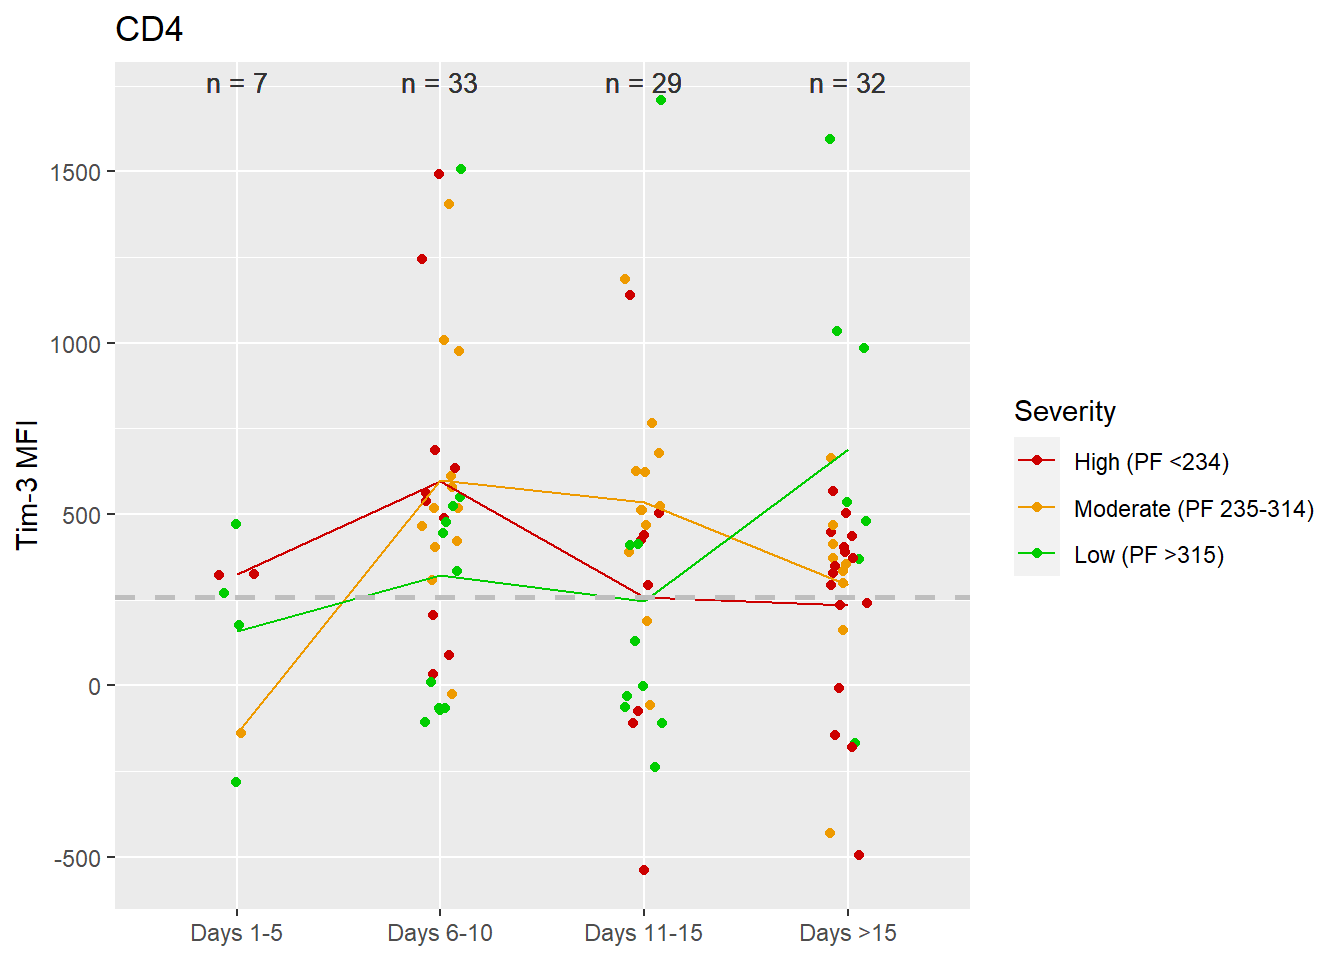 CD4
n = 7
n = 33
n = 29
n = 32
1500
1000
500
0
-500
Tim-3 MFI
Days 1-5
Days 6-10
Days 11-15
Days >15
Severity
High (PF <234)
Moderate (PF 235-314)
Low (PF >315)